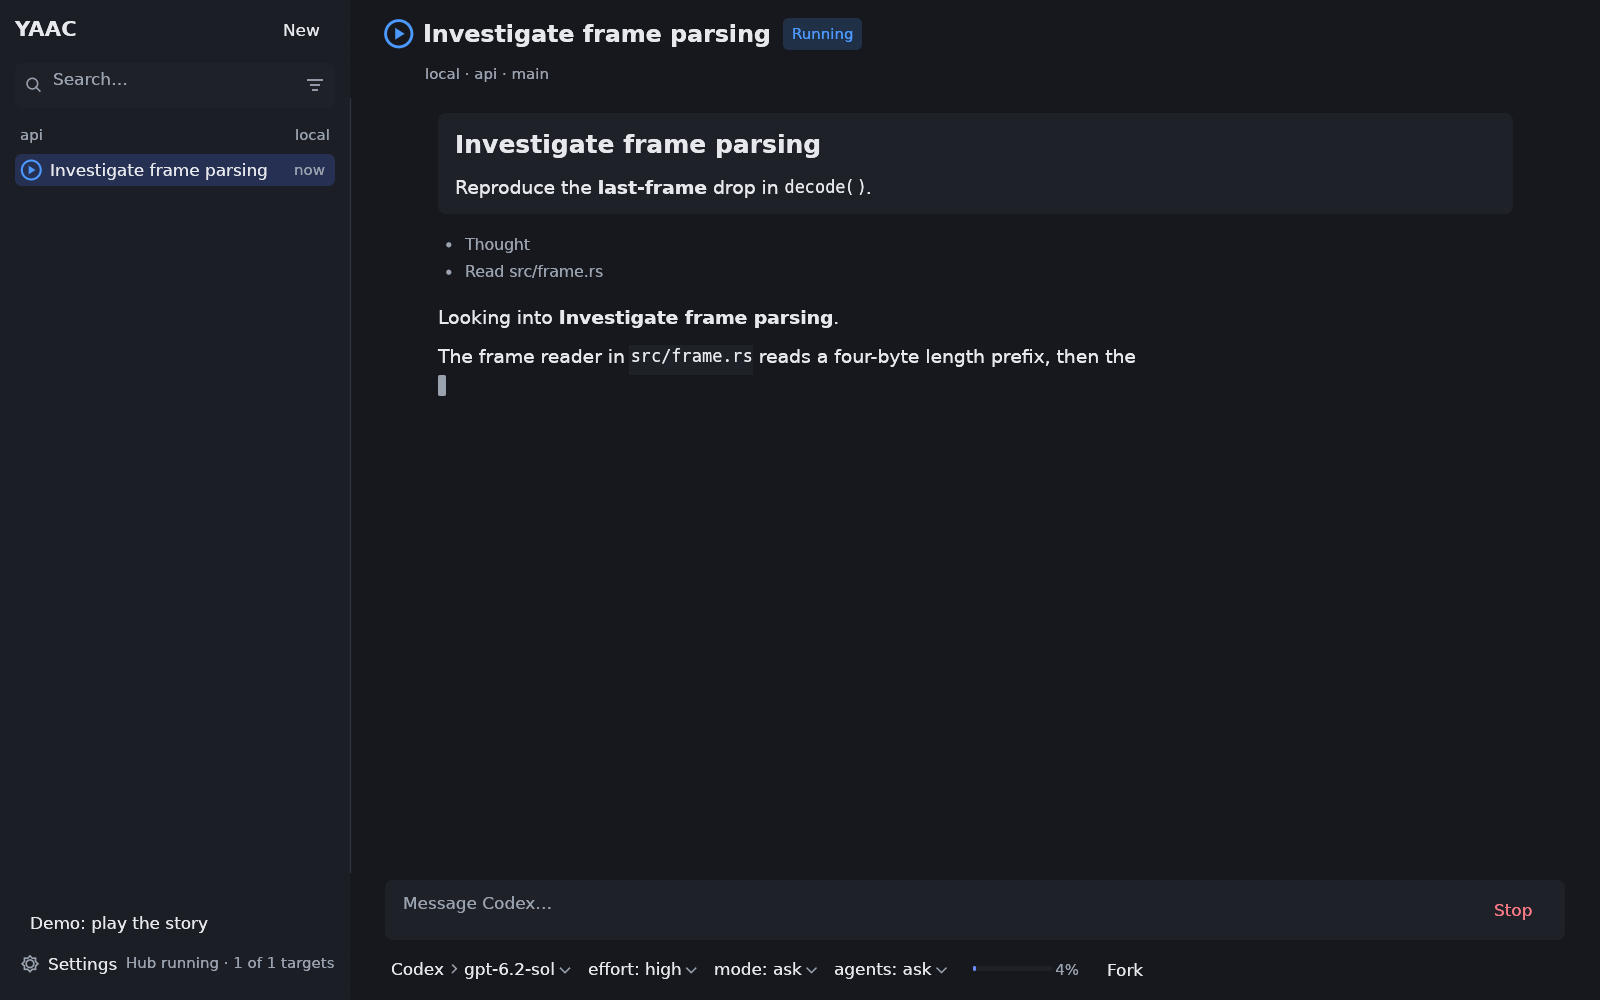 YAAC
New
Search...
api local
Investigate frame parsing now
Demo: play the story
Settings Hub running · 1 of 1 targets
Investigate frame parsing Running
local · api · main
Investigate frame parsing
Reproduce the last-frame drop in decode().
• Thought
• Read src/frame.rs
Looking into Investigate frame parsing.
The frame reader in src/frame.rs reads a four-byte length prefix, then the
Message Codex...
Stop
Codex > gpt-6.2-sol effort: high mode: ask agents: ask 4% Fork